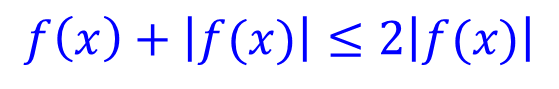 f(x) + |f(x)| ≤ 2|f(x)|